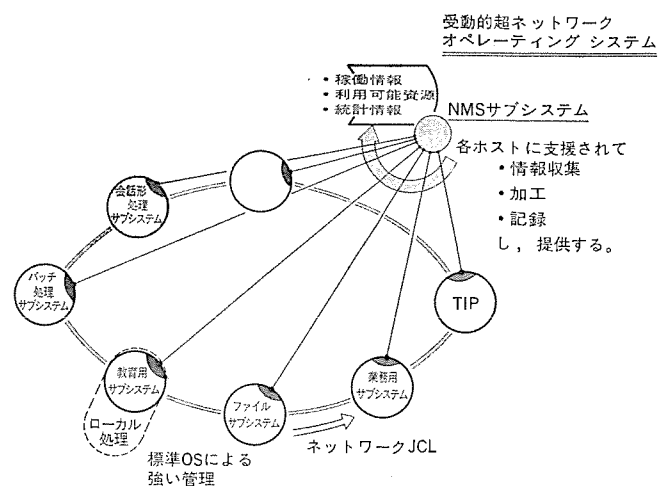 受動的超ネットワーク
オペレーティング システム
・稼働情報
・利用可能資源
・統計情報
NMSサブシステム
各ホストに支援されて
・情報収集
・加工
・記録
し，提供する。
会話形
処理
サブシステム
バッチ
処理
サブシステム
TIP
教育用
サブシステム
業務用
サブシステム
ファイル
サブシステム
ローカル
処理
ネットワークJCL
標準OSによる
強い管理